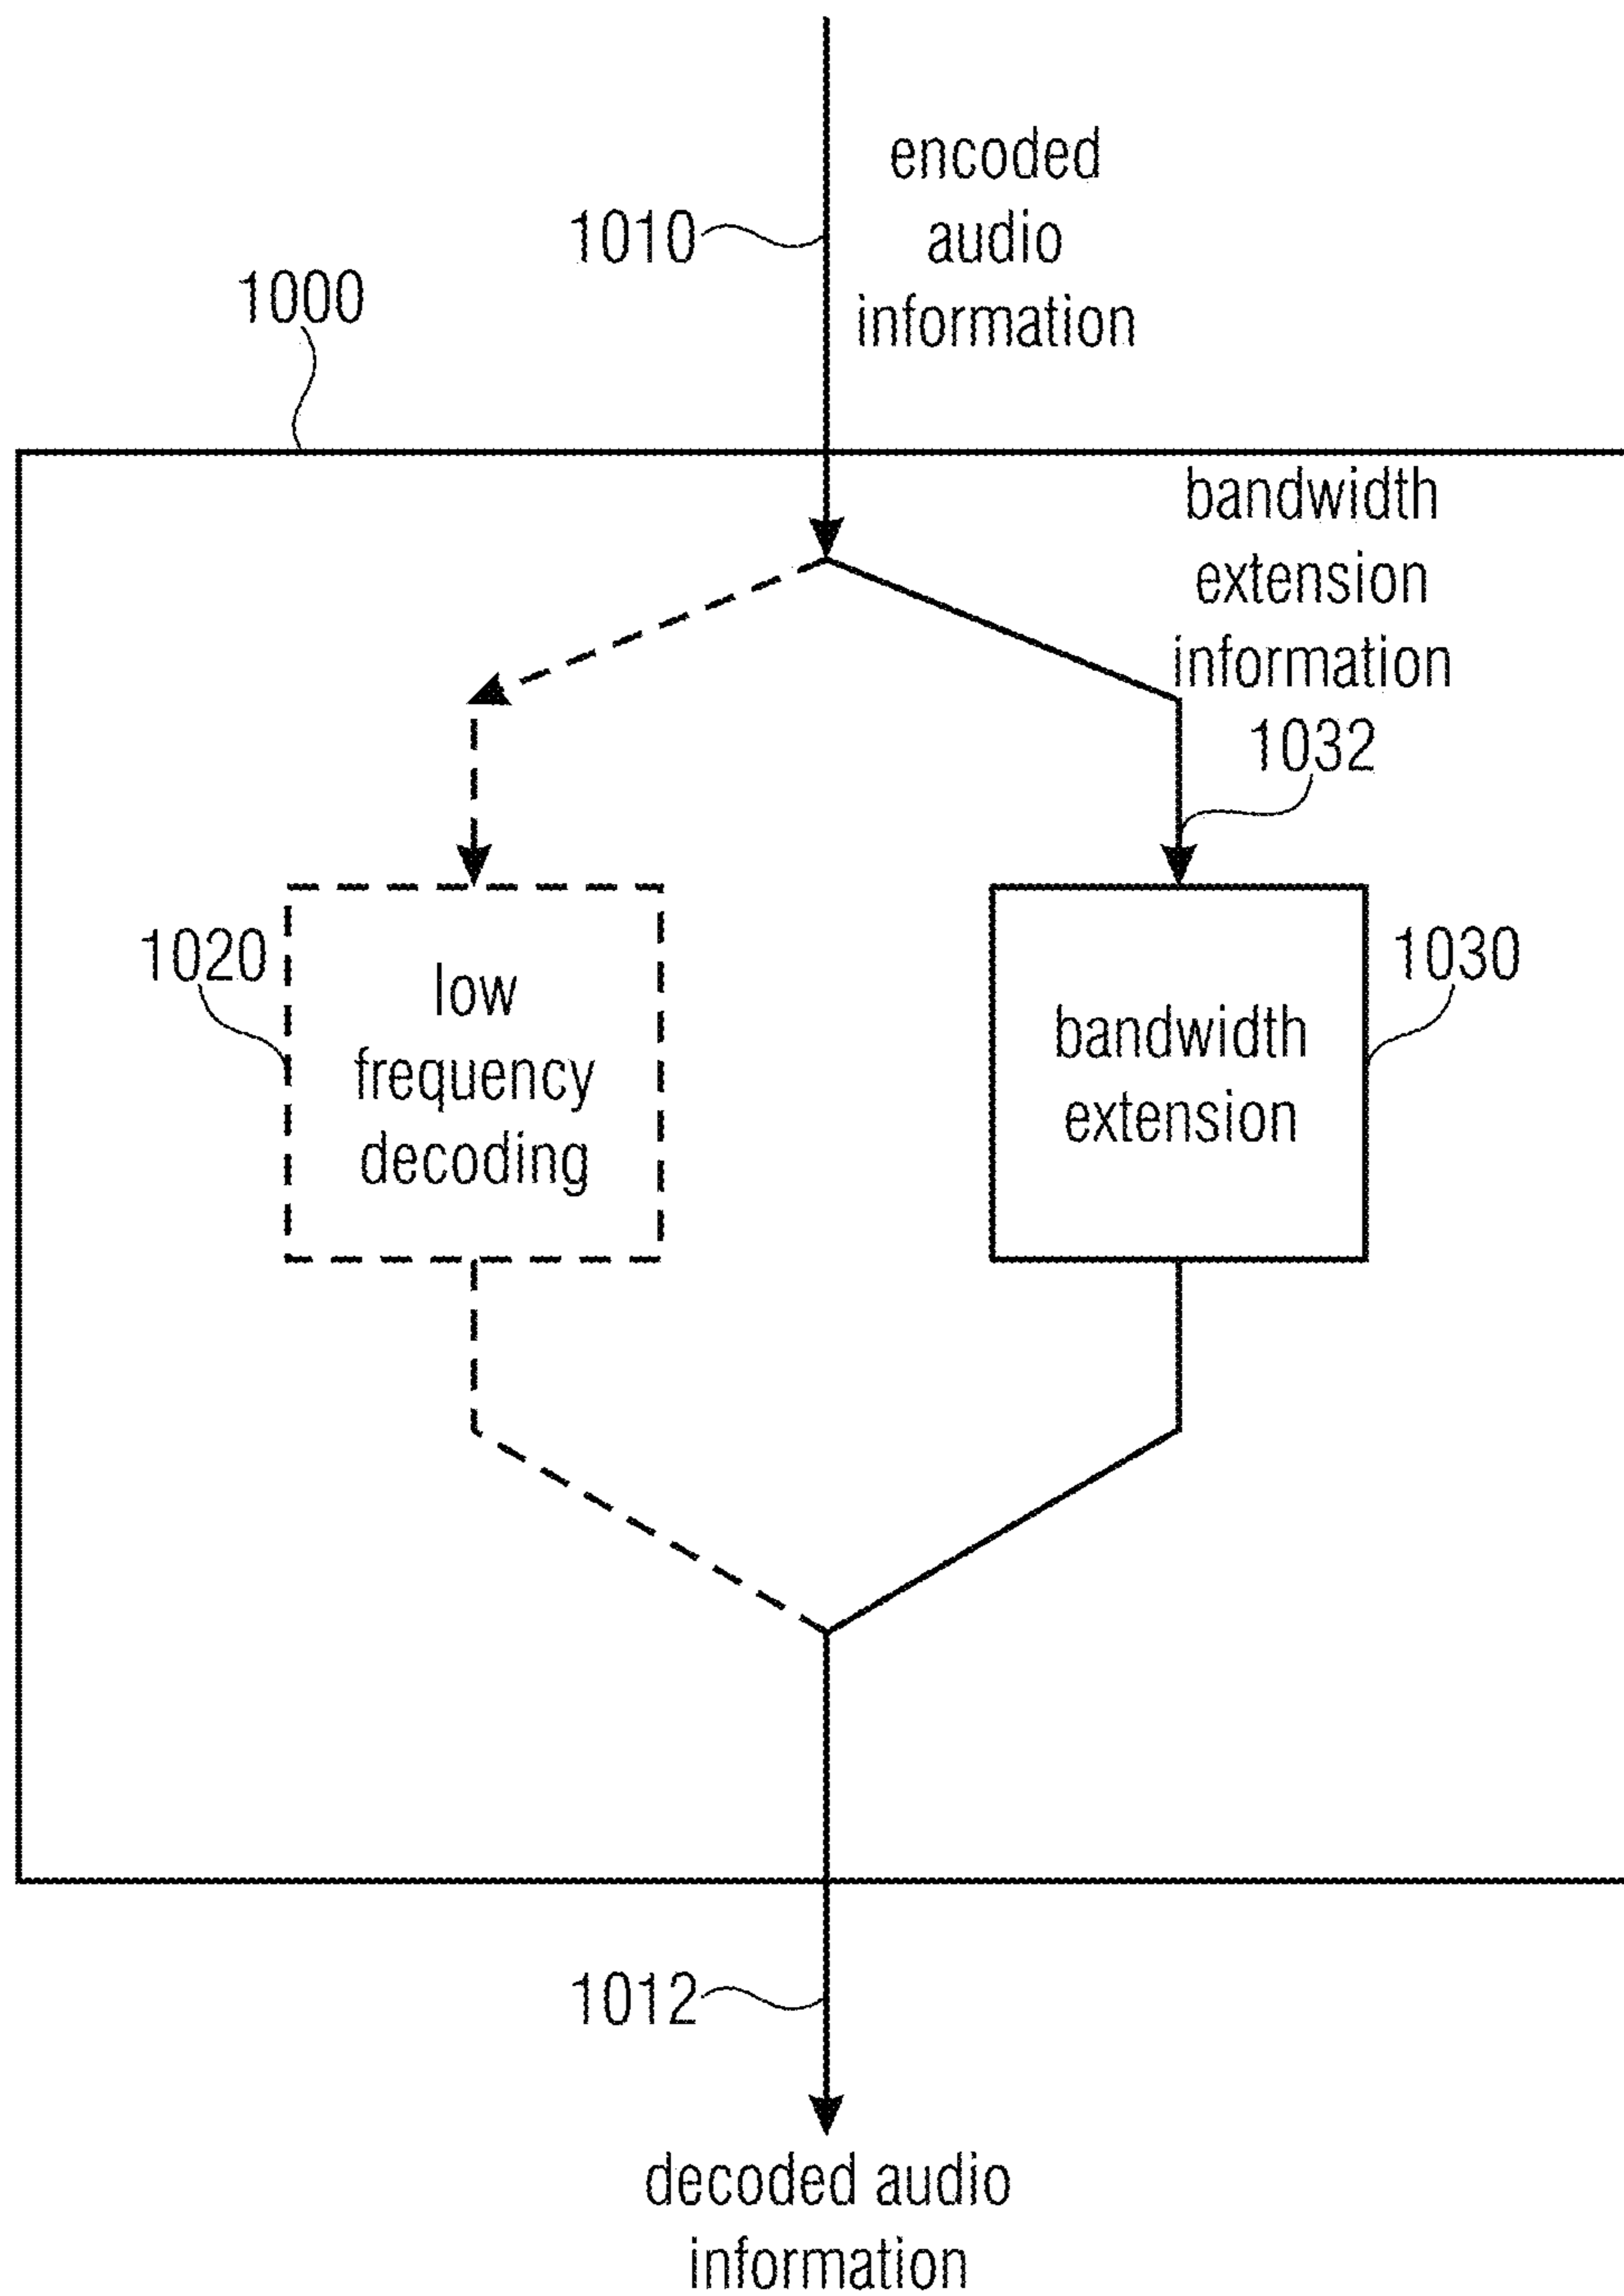 encoded
audio
information
1010
1000
bandwidth
extension
information
1032
1020
low
frequency
decoding
bandwidth
extension
1030
1012
decoded audio
information